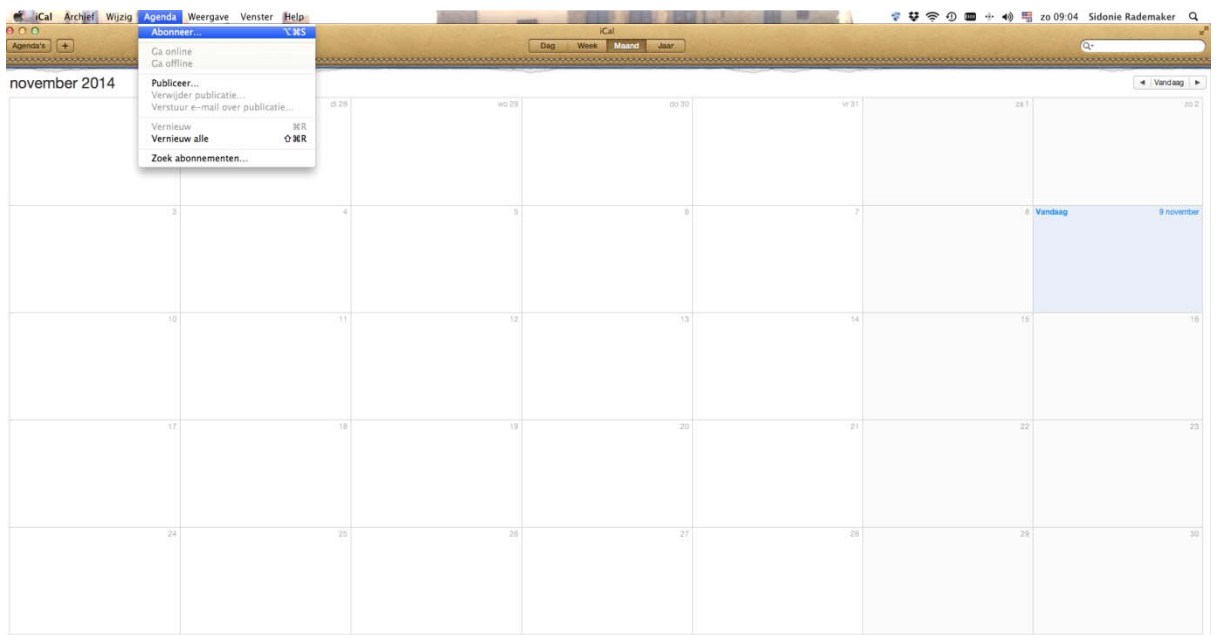 iCal Archief Wijzig Agenda Weergave Venster Help zo 09:04 Sidonie Rademaker
iCal
Agenda's + Dag Week Maand Jaar
Abonneer... ⌥⌘S
Ga online
Ga offline
Publiceer...
Verwijder publicatie...
Verstuur e-mail over publicatie...
Vernieuw ⌘R
Vernieuw alle ⇧⌘R
Zoek abonnementen...
november 2014 ◀ Vandaag ▶
di 28 wo 29 do 30 vr 31 za 1 zo 2
3 4 5 6 7 8 Vandaag 9 november
10 11 12 13 14 15 16
17 18 19 20 21 22 23
24 25 26 27 28 29 30